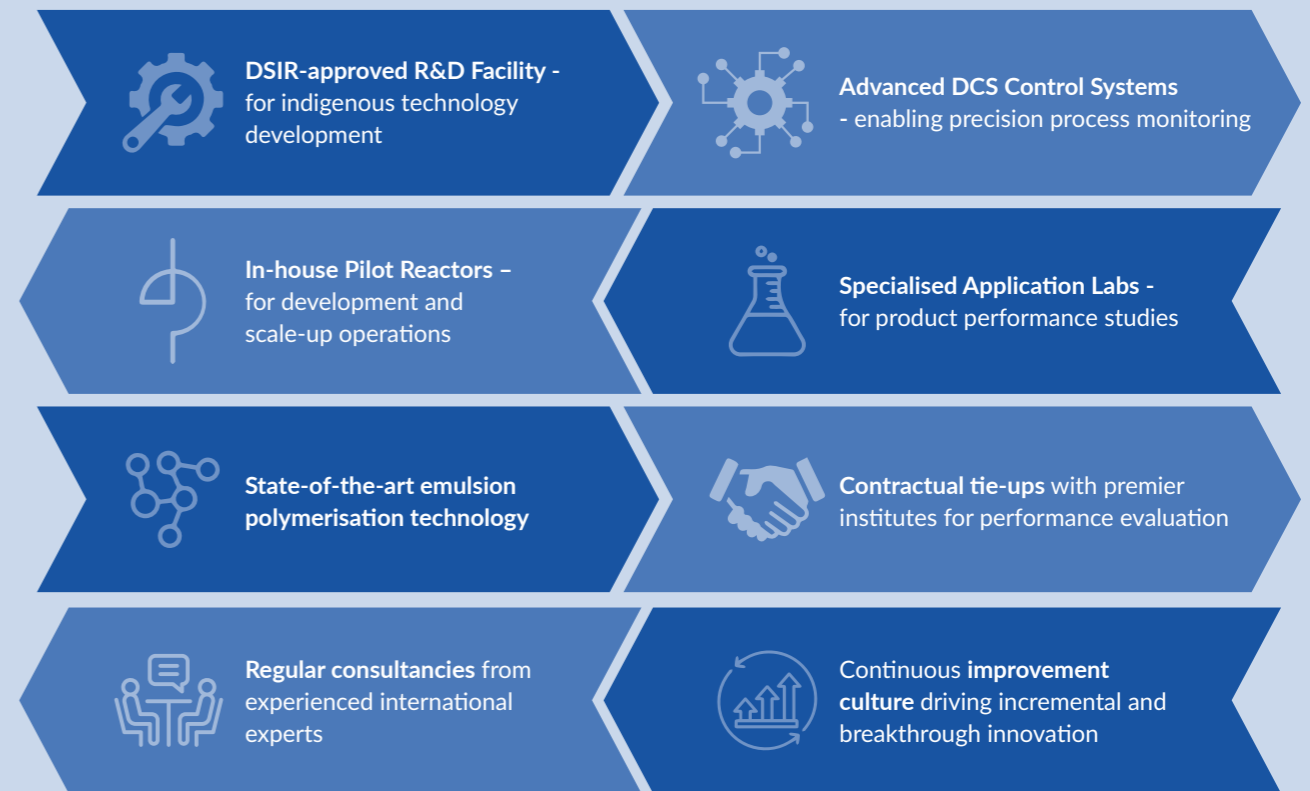 DSIR-approved R&D Facility -
for indigenous technology
development
Advanced DCS Control Systems
- enabling precision process monitoring
In-house Pilot Reactors –
for development and
scale-up operations
Specialised Application Labs -
for product performance studies
State-of-the-art emulsion
polymerisation technology
Contractual tie-ups with premier
institutes for performance evaluation
Regular consultancies from
experienced international
experts
Continuous improvement
culture driving incremental and
breakthrough innovation